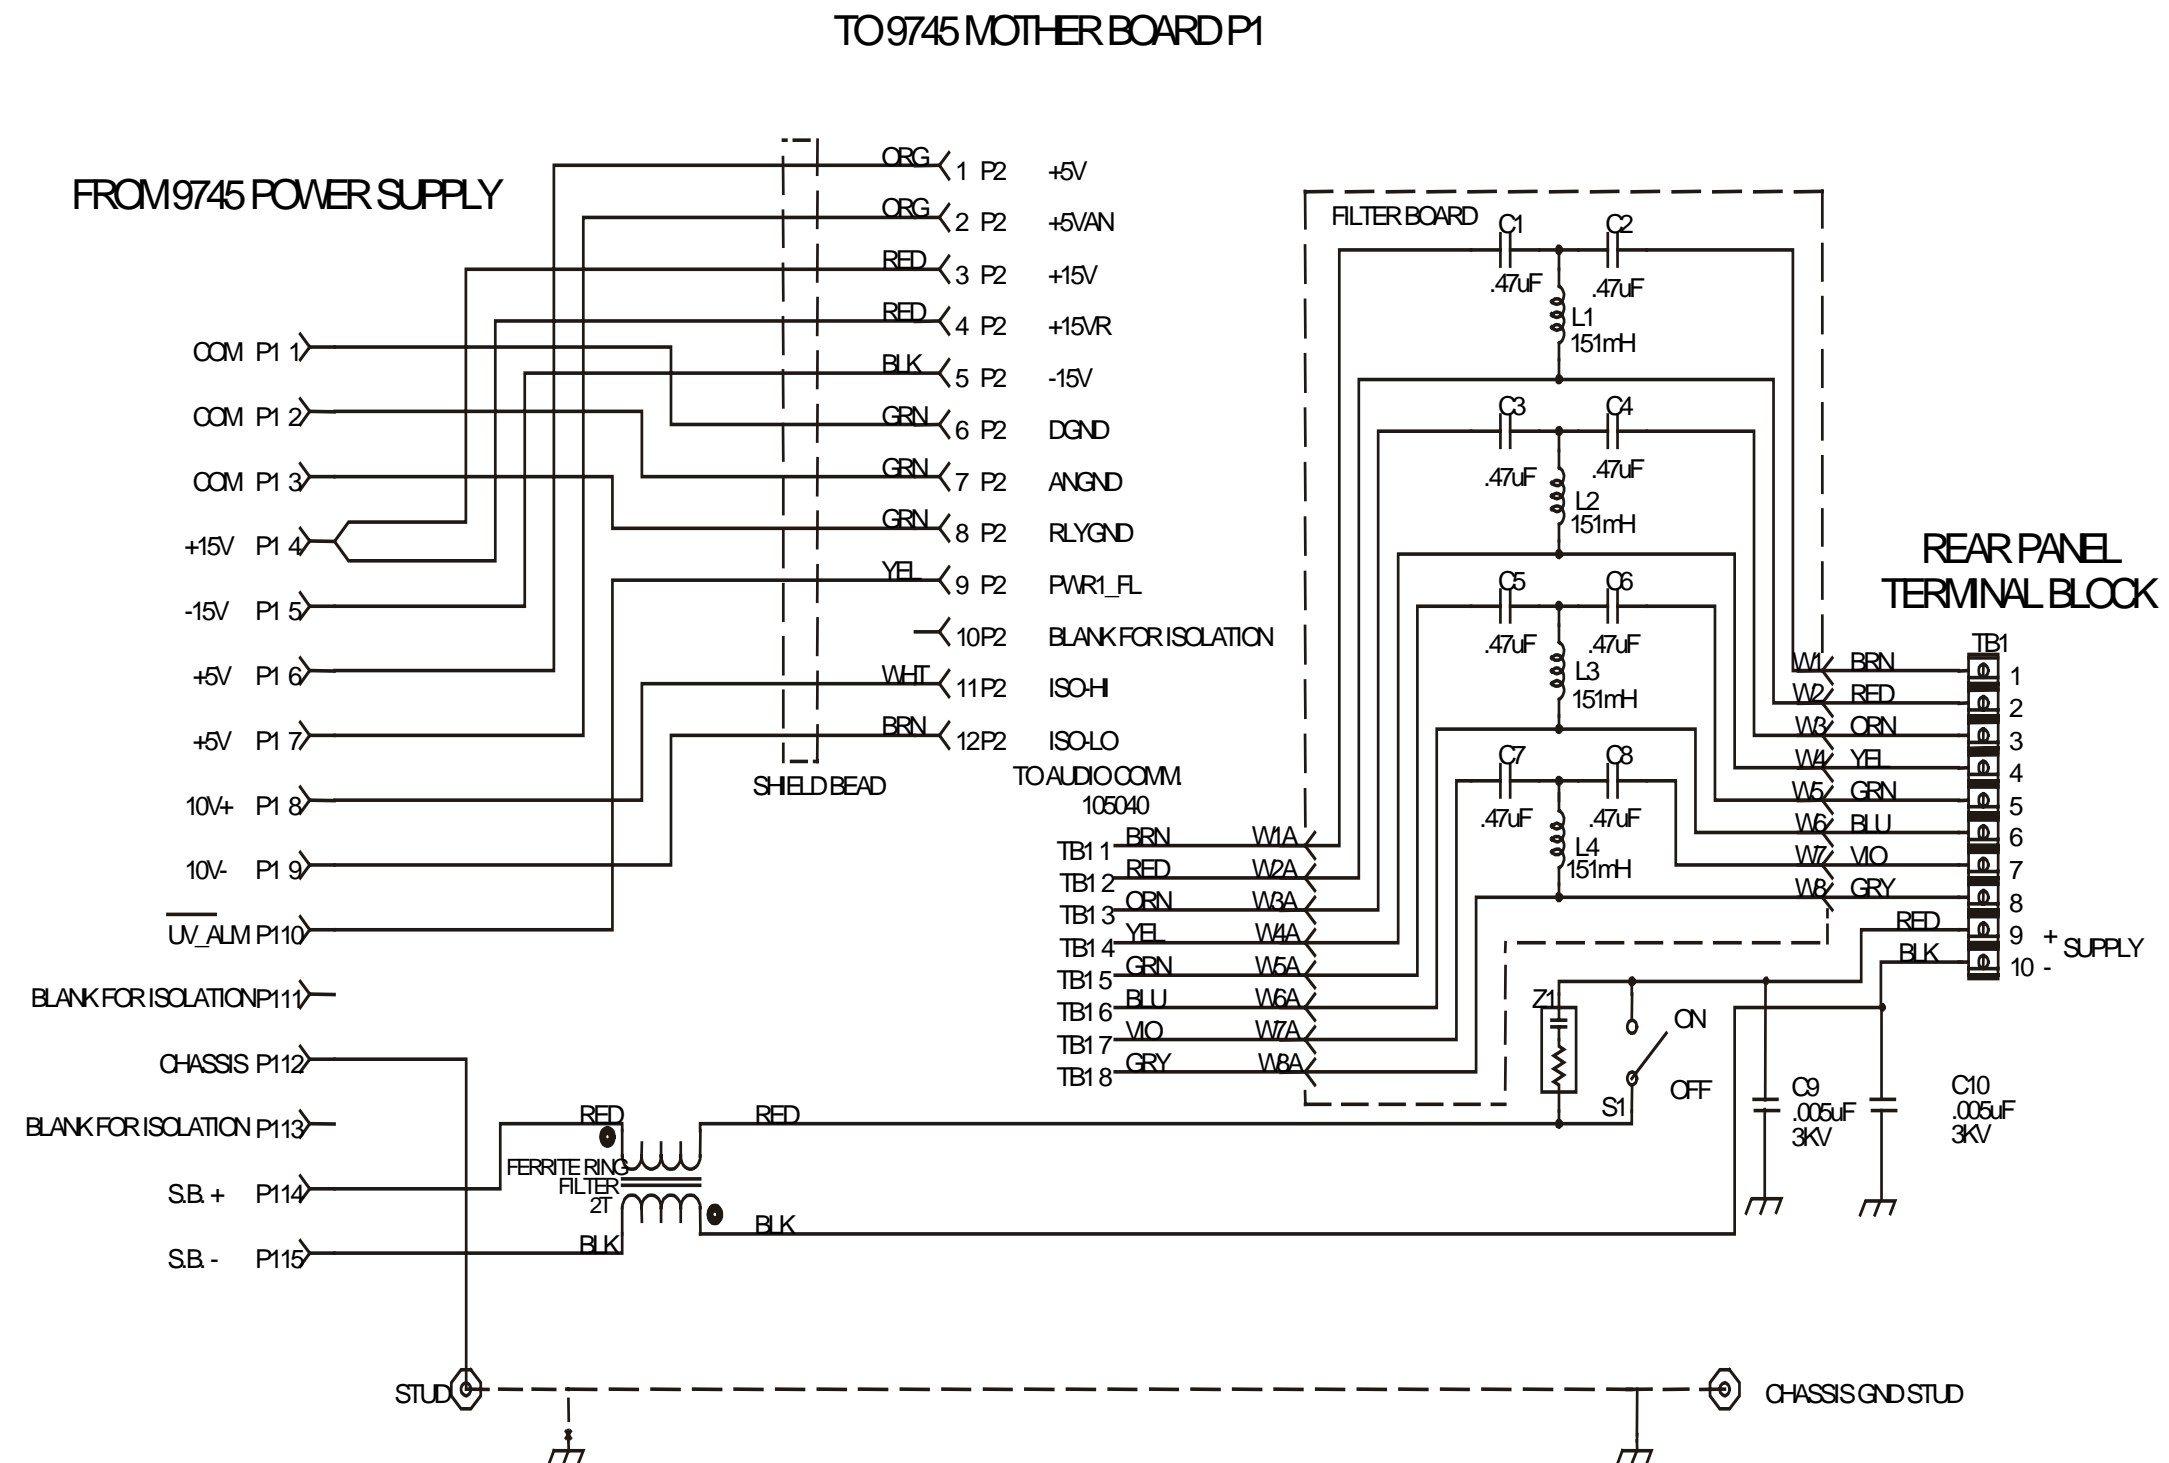 TO 9745 MOTHER BOARD P1
FROM 9745 POWER SUPPLY
COM P1 1
COM P1 2
COM P1 3
+15V P1 4
-15V P1 5
+5V P1 6
+5V P1 7
10V+ P1 8
10V- P1 9
UV_ALM P110
BLANK FOR ISOLATION P111
CHASSIS P112
BLANK FOR ISOLATION P113
S.B. + P114
S.B. - P115
ORG 1 P2 +5V
ORG 2 P2 +5VAN
RED 3 P2 +15V
RED 4 P2 +15VR
BLK 5 P2 -15V
GRN 6 P2 DGND
GRN 7 P2 ANGND
GRN 8 P2 RLYGND
YEL 9 P2 PWR1_FL
10 P2 BLANK FOR ISOLATION
WHT 11 P2 ISO-HI
BRN 12 P2 ISO-LO
SHIELD BEAD
TO AUDIO COMM.
105040
TB1 1 BRN W1A
TB1 2 RED W2A
TB1 3 ORN W3A
TB1 4 YEL W4A
TB1 5 GRN W5A
TB1 6 BLU W6A
TB1 7 VIO W7A
TB1 8 GRY W8A
FILTER BOARD
C1 C2
.47uF .47uF
L1
151mH
C3 C4
.47uF .47uF
L2
151mH
C5 C6
.47uF .47uF
L3
151mH
C7 C8
.47uF .47uF
L4
151mH
REAR PANEL
TERMINAL BLOCK
TB1
W1 BRN 1
W2 RED 2
W3 ORN 3
W4 YEL 4
W5 GRN 5
W6 BLU 6
W7 VIO 7
W8 GRY 8
RED 9 +
SUPPLY
BLK 10 -
Z1
ON
OFF
S1
C9
.005uF
3KV
C10
.005uF
3KV
RED RED
FERRITE RING
FILTER
2T
BLK BLK
STUD
CHASSIS GND STUD